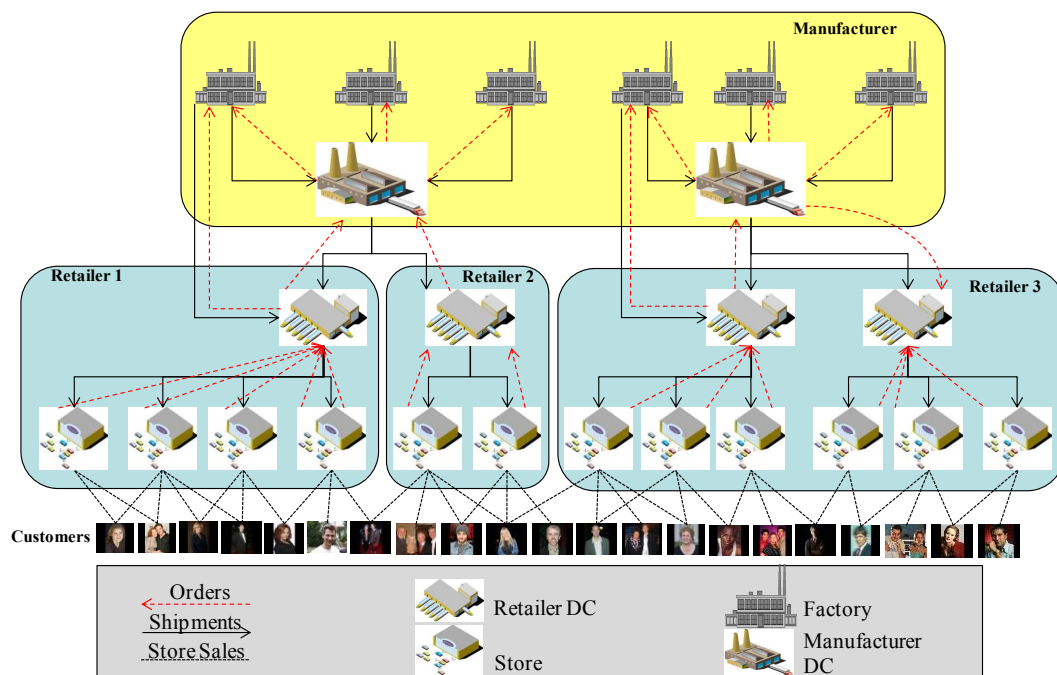 Manufacturer
Retailer 1
Retailer 2
Retailer 3
Customers
Orders
Shipments
Store Sales
Retailer DC
Store
Factory
Manufacturer
DC